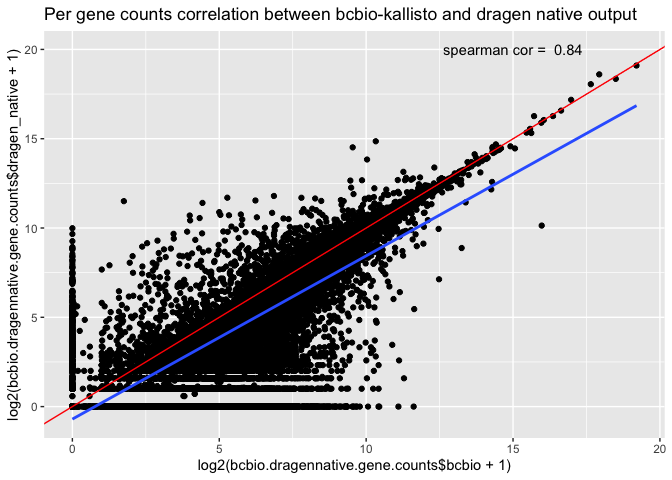 Per gene counts correlation between bcbio-kallisto and dragen native output
spearman cor =  0.84
log2(bcbio.dragennative.gene.counts$dragen_native + 1)
20
15
10
5
0
0
5
10
15
20
log2(bcbio.dragennative.gene.counts$bcbio + 1)